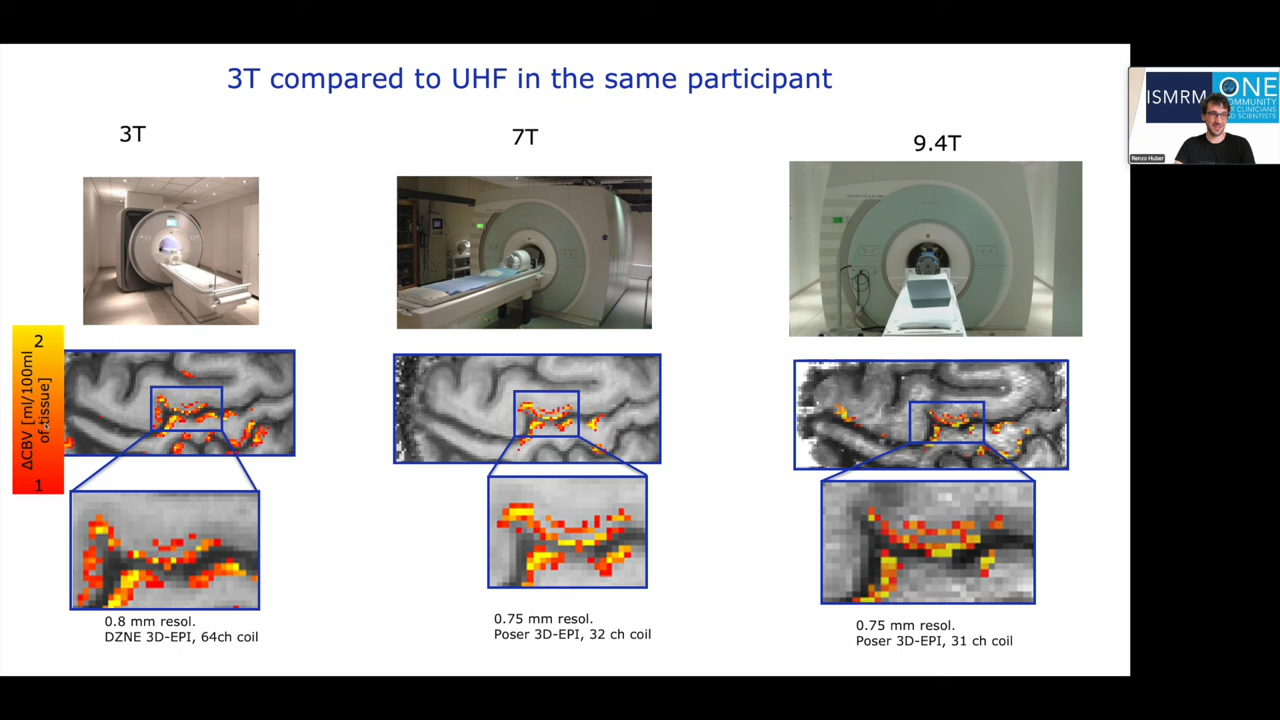 3T compared to UHF in the same participant
3T
7T
9.4T
ISMRM
ONE
COMMUNITY
CLINICIANS
SCIENTISTS
Renzo Huber
2
ΔCBV [ml/100ml
of tissue]
1
0.8 mm resol.
DZNE 3D-EPI, 64ch coil
0.75 mm resol.
Poser 3D-EPI, 32 ch coil
0.75 mm resol.
Poser 3D-EPI, 31 ch coil